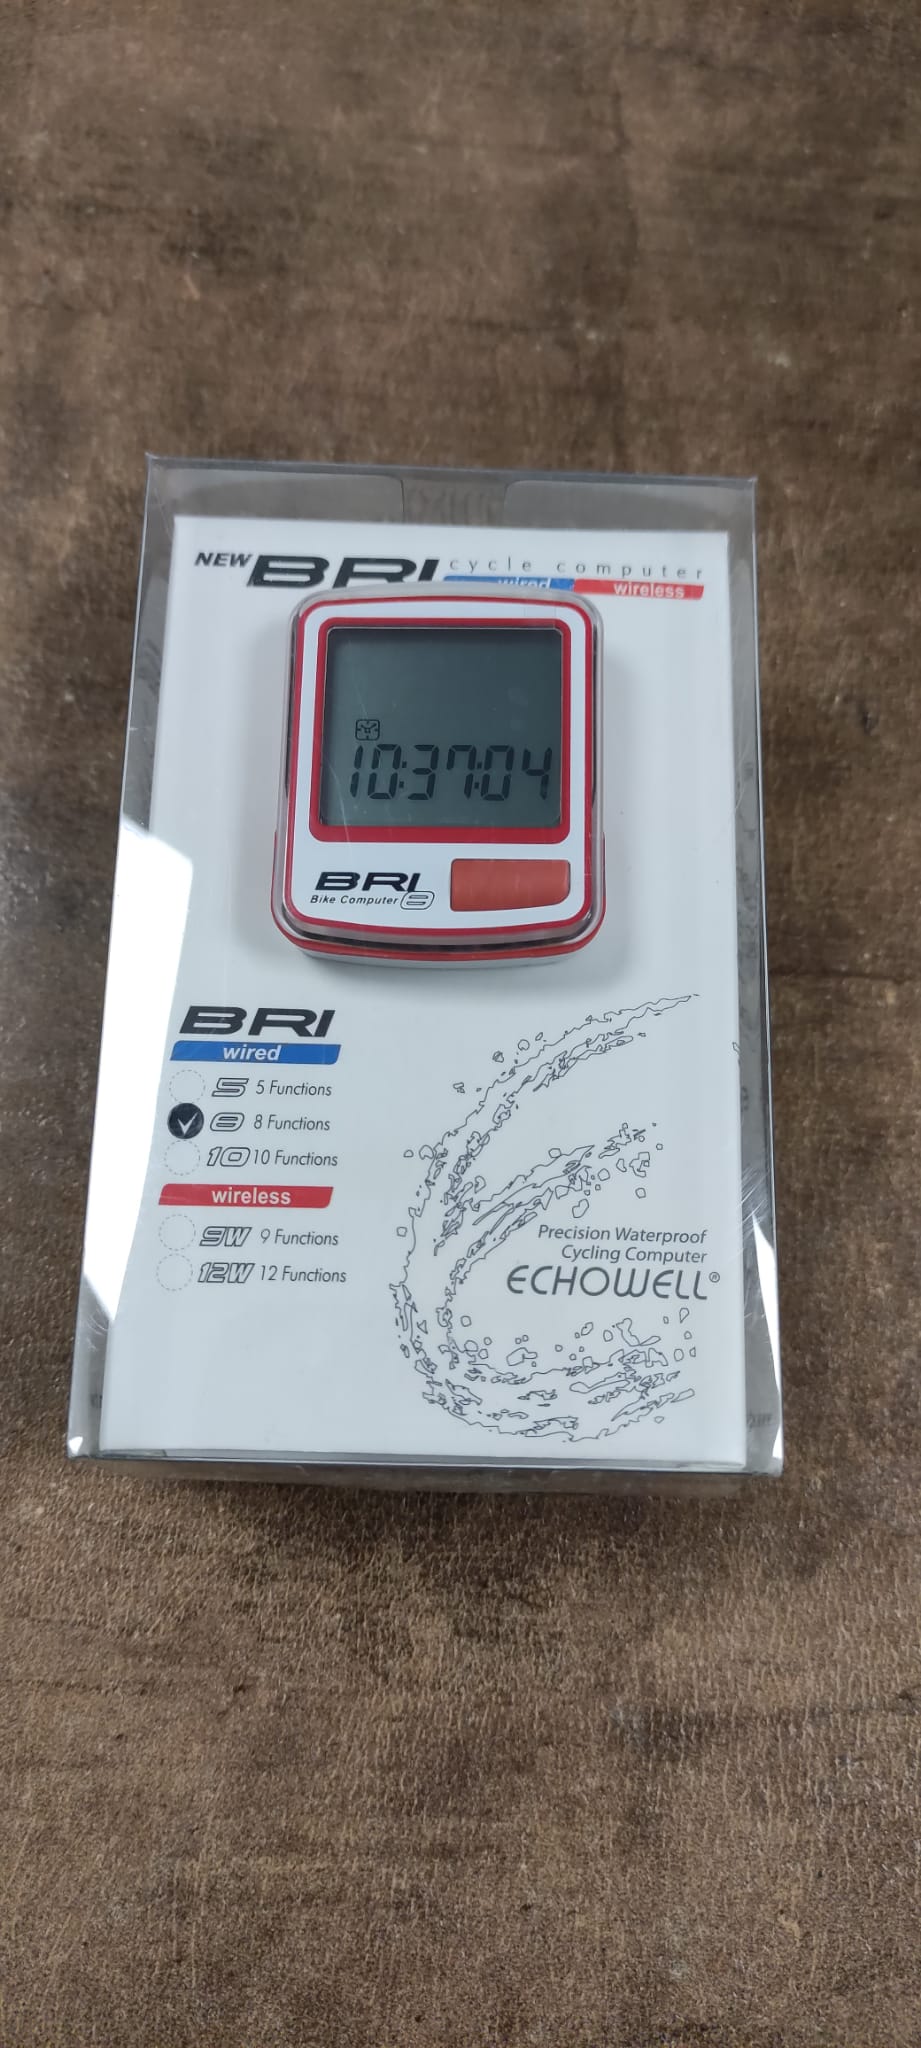 NEW BRI cycle computer
wired wireless
10:37:04
BRI
Bike Computer 8
BRI
wired
5 5 Functions
8 8 Functions
10 10 Functions
wireless
9W 9 Functions
12W 12 Functions
Precision Waterproof
Cycling Computer
ECHOWELL®